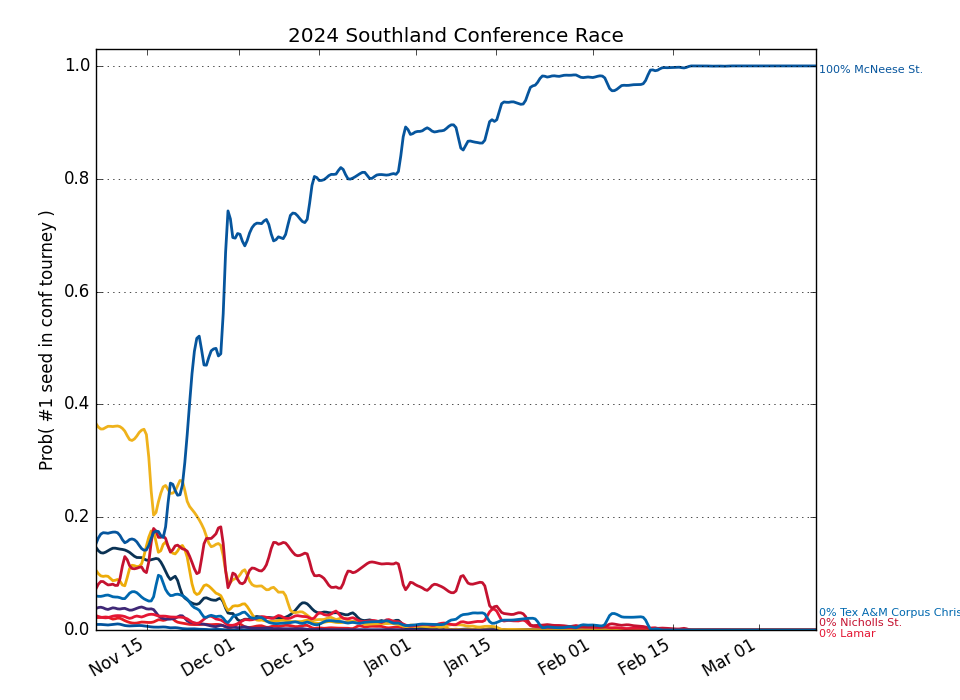 2024 Southland Conference Race
Prob( #1 seed in conf tourney )
1.0
0.8
0.6
0.4
0.2
0.0
Nov 15
Dec 01
Dec 15
Jan 01
Jan 15
Feb 01
Feb 15
Mar 01
100% McNeese St.
0% Tex A&M Corpus Chris
0% Nicholls St.
0% Lamar